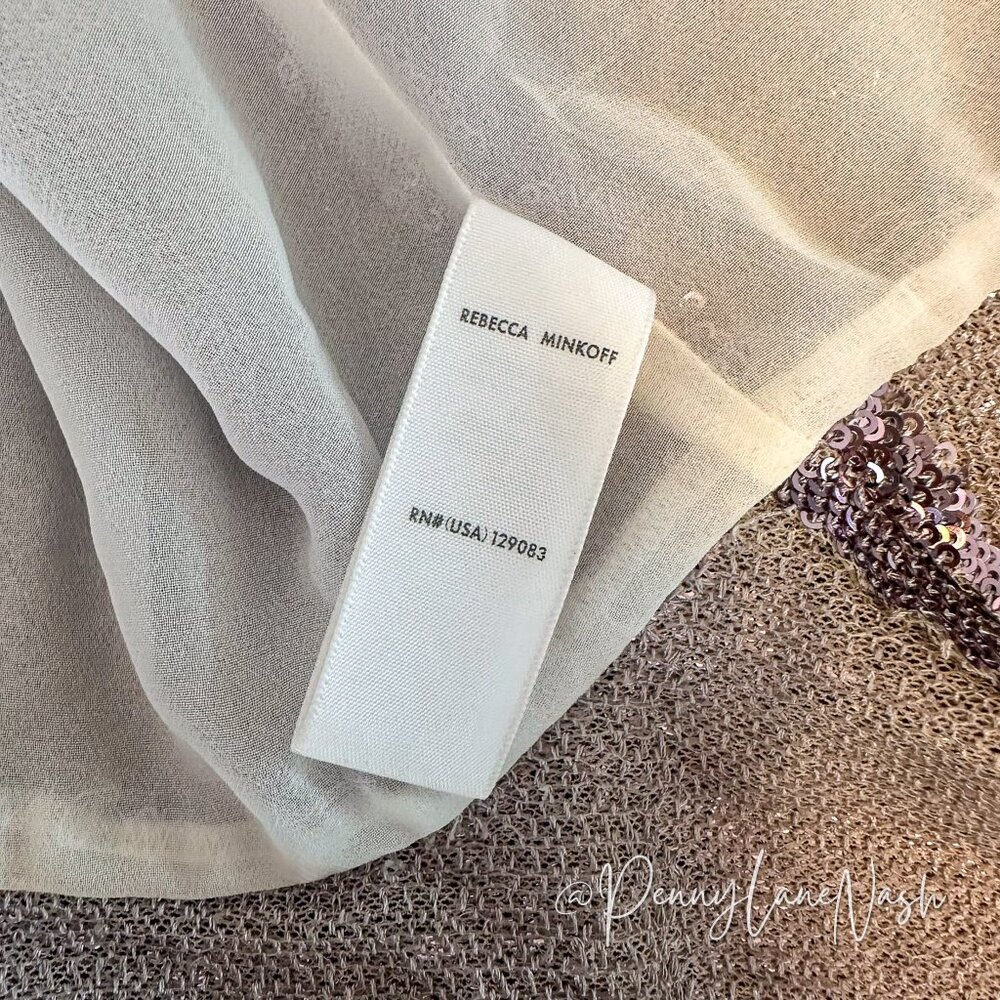 REBECCA MINKOFF
RN#(USA)129083
@PennyLaneNash